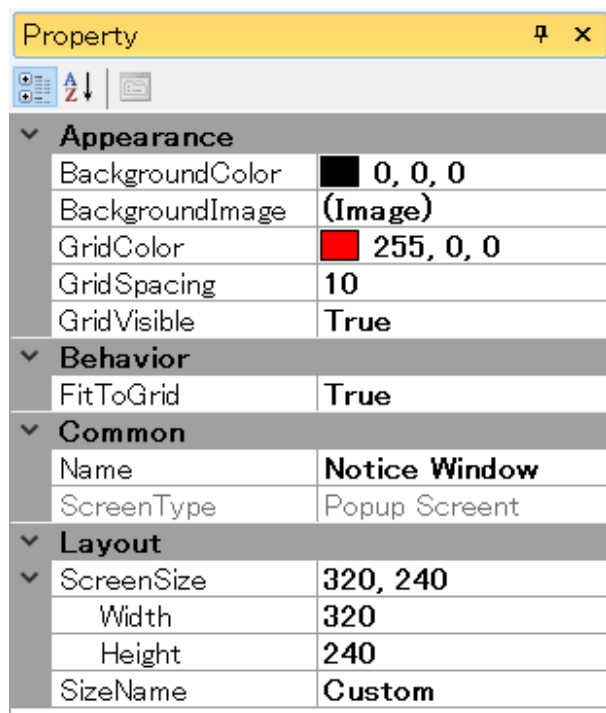 Property
A
Z
Appearance
BackgroundColor 0, 0, 0
BackgroundImage (Image)
GridColor 255, 0, 0
GridSpacing 10
GridVisible True
Behavior
FitToGrid True
Common
Name Notice Window
ScreenType Popup Screent
Layout
ScreenSize 320, 240
Width 320
Height 240
SizeName Custom